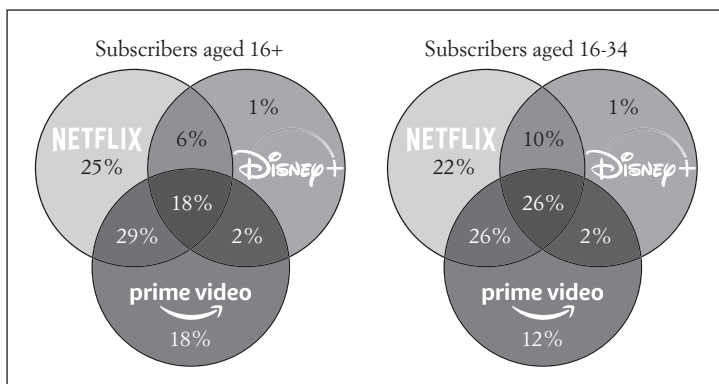 Subscribers aged 16+
1%
NETFLIX
6%
25%
Disney+
18%
29%
2%
prime video
18%
Subscribers aged 16-34
1%
NETFLIX
10%
22%
Disney+
26%
26%
2%
prime video
12%